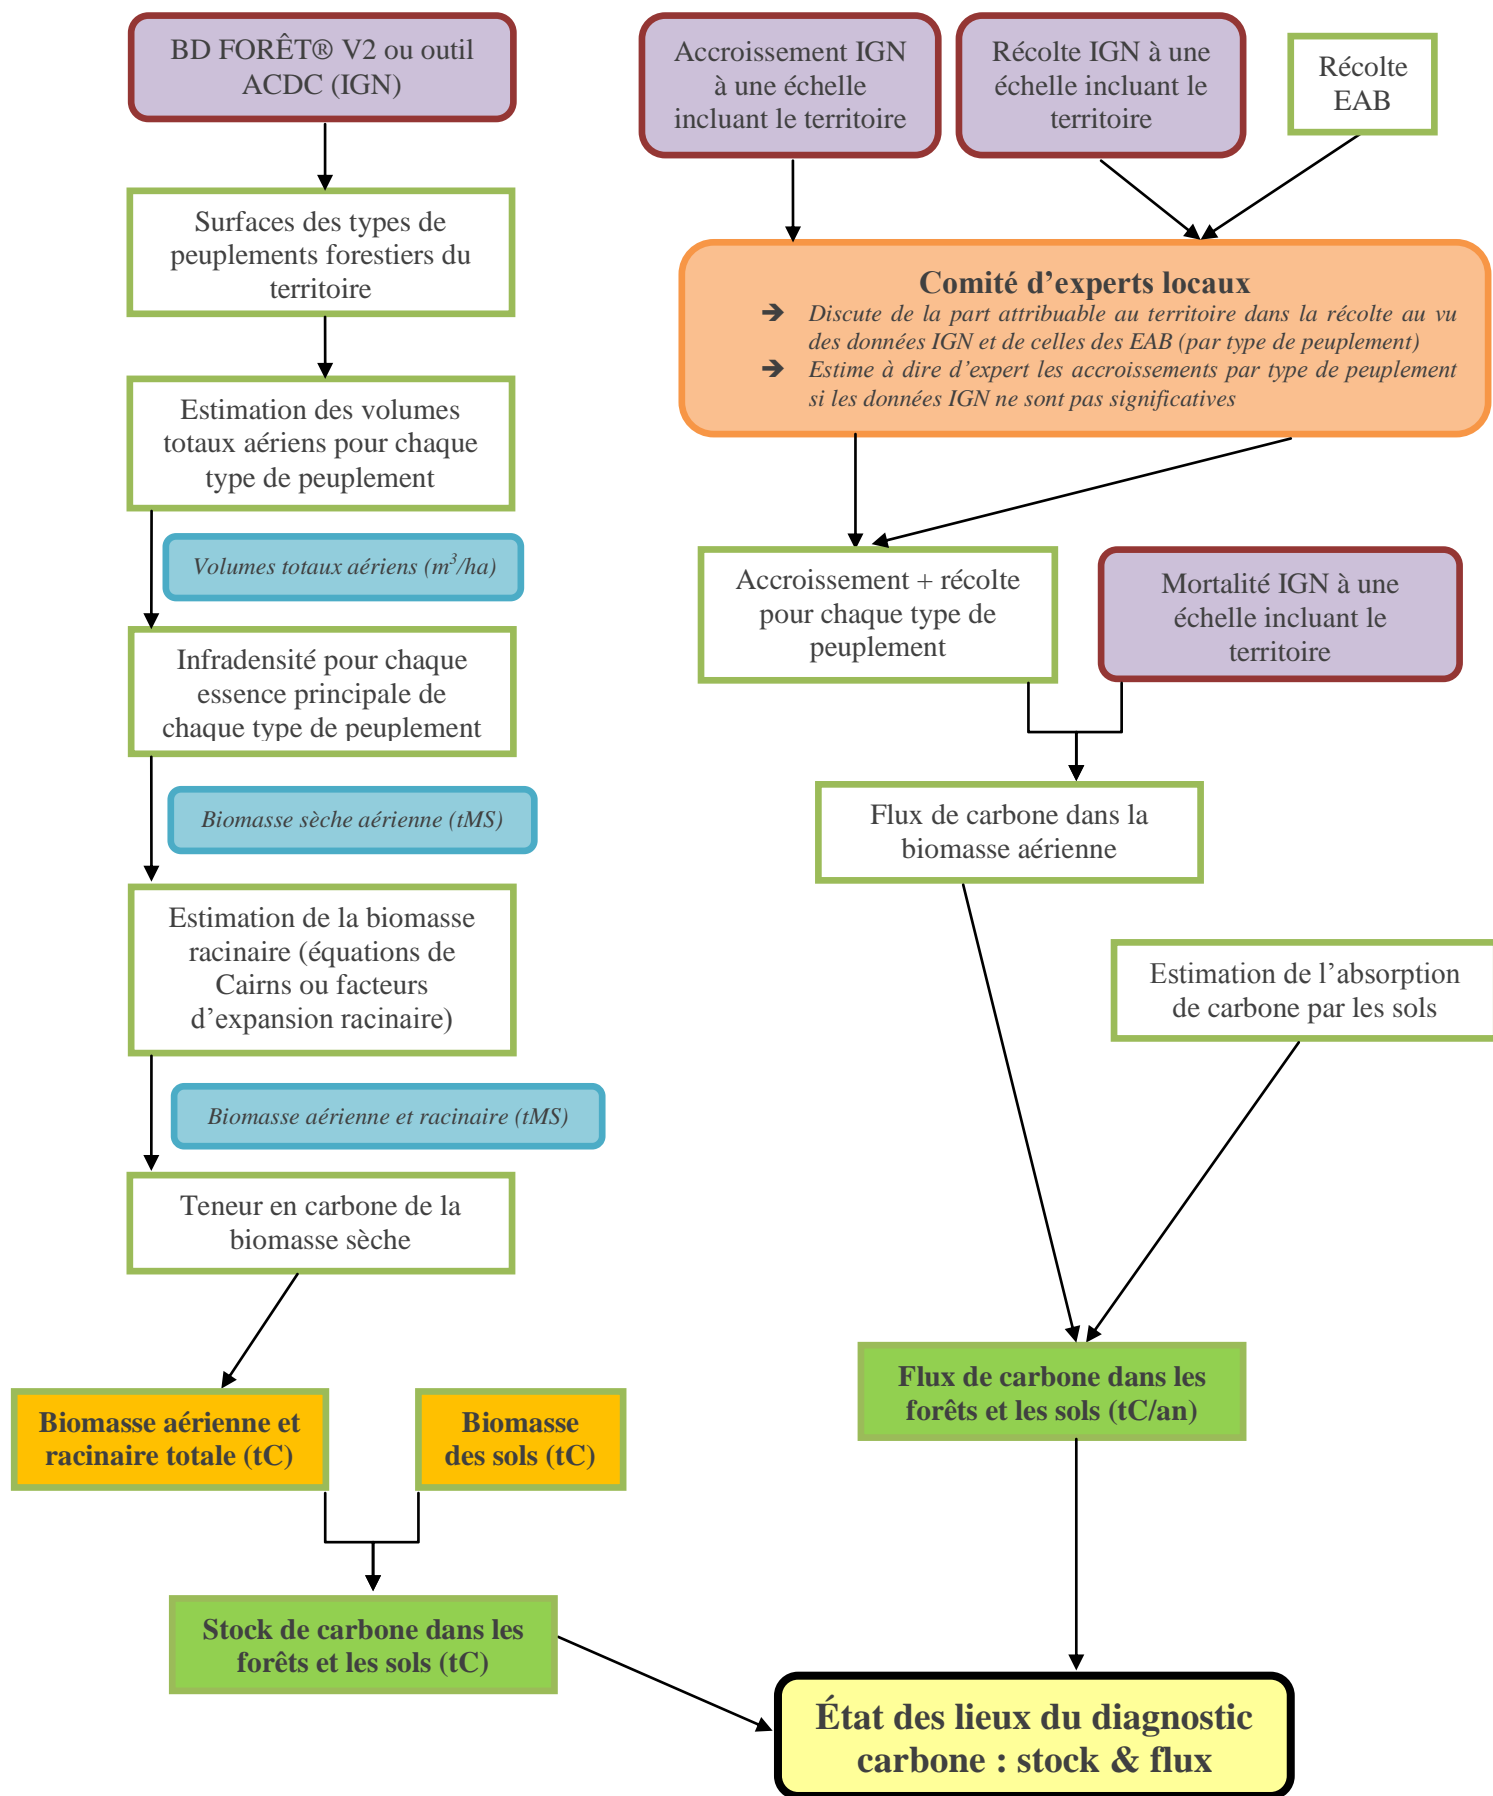 BD FORÊT® V2 ou outil
ACDC (IGN)
Accroissement IGN
à une échelle
incluant le territoire
Récolte IGN à une
échelle incluant le
territoire
Récolte
EAB
Surfaces des types de
peuplements forestiers du
territoire
Comité d’experts locaux
➔ Discute de la part attribuable au territoire dans la récolte au vu
des données IGN et de celles des EAB (par type de peuplement)
➔ Estime à dire d’expert les accroissements par type de peuplement
si les données IGN ne sont pas significatives
Estimation des volumes
totaux aériens pour chaque
type de peuplement
Volumes totaux aériens (m³/ha)
Accroissement + récolte
pour chaque type de
peuplement
Mortalité IGN à une
échelle incluant le
territoire
Infradensité pour chaque
essence principale de
chaque type de peuplement
Biomasse sèche aérienne (tMS)
Flux de carbone dans la
biomasse aérienne
Estimation de la biomasse
racinaire (équations de
Cairns ou facteurs
d’expansion racinaire)
Estimation de l’absorption
de carbone par les sols
Biomasse aérienne et racinaire (tMS)
Teneur en carbone de la
biomasse sèche
Flux de carbone dans les
forêts et les sols (tC/an)
Biomasse aérienne et
racinaire totale (tC)
Biomasse
des sols (tC)
Stock de carbone dans les
forêts et les sols (tC)
État des lieux du diagnostic
carbone : stock & flux